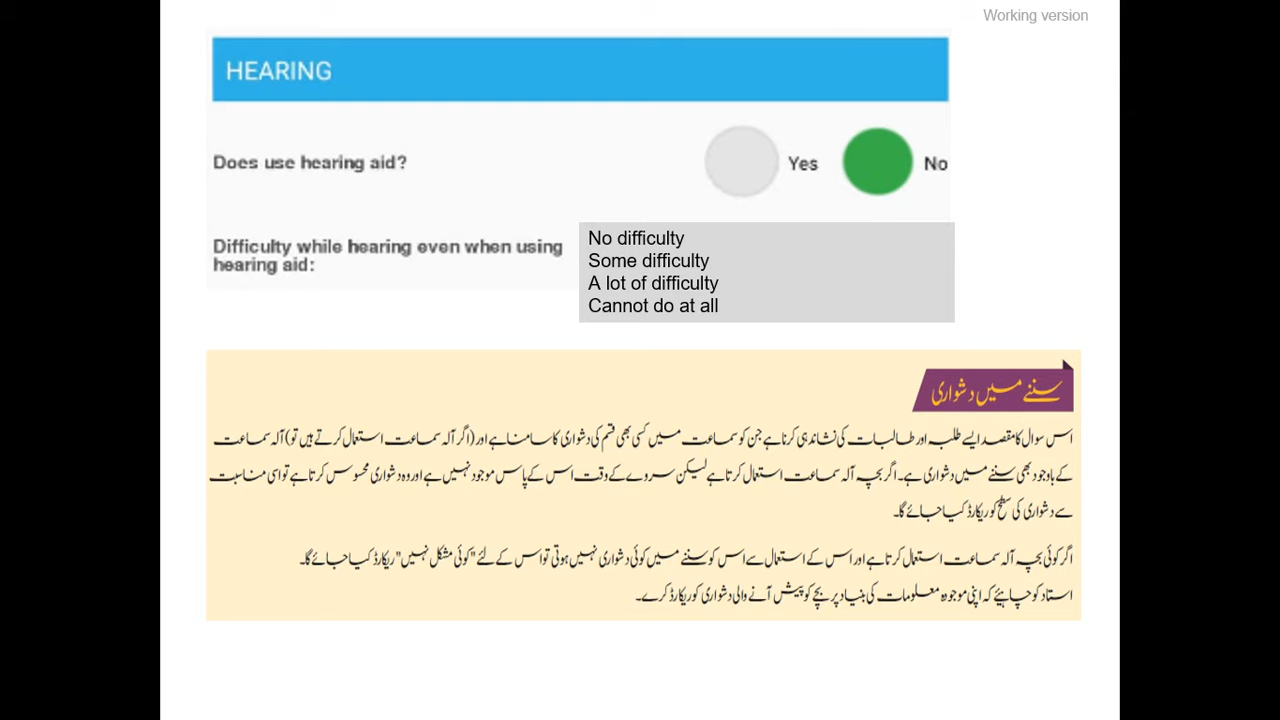 Working version
HEARING
Does use hearing aid?
Yes
No
Difficulty while hearing even when using
hearing aid:
No difficulty
Some difficulty
A lot of difficulty
Cannot do at all
سننے میں دشواری
اس سوال کا مقصد ایسے طلبہ اور طالبات کی نشاندہی کرنا ہے جن کو سماعت میں کسی بھی قسم کی دشواری کا سامنا ہے اور (اگر آلہ سماعت استعمال کرتے ہیں تو) آلہ سماعت
کے باوجود بھی سننے میں دشواری ہے۔ اگر بچہ آلہ سماعت استعمال کرتا ہے لیکن سروے کے وقت اس کے پاس موجود نہیں ہے اور وہ دشواری محسوس کرتا ہے تو اسی مناسبت
سے دشواری کی سطح کو ریکارڈ کیا جائے گا۔
اگر کوئی بچہ آلہ سماعت استعمال کرتا ہے اور اس کے استعمال سے اس کو سننے میں کوئی دشواری نہیں ہوتی تو اس کے لئے "کوئی مشکل نہیں" ریکارڈ کیا جائے گا۔
استاد کو چاہیئے کہ اپنی موجودہ معلومات کی بنیاد پر بچے کو پیش آنے والی دشواری کو ریکارڈ کرے۔